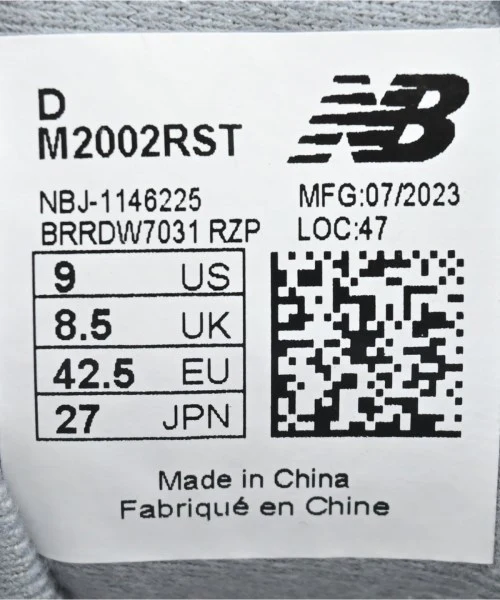 D
M2002RST
NB
NBJ-1146225
BRRDW7031 RZP
MFG:07/2023
LOC:47
9 US
8.5 UK
42.5 EU
27 JPN
Made in China
Fabriqué en Chine